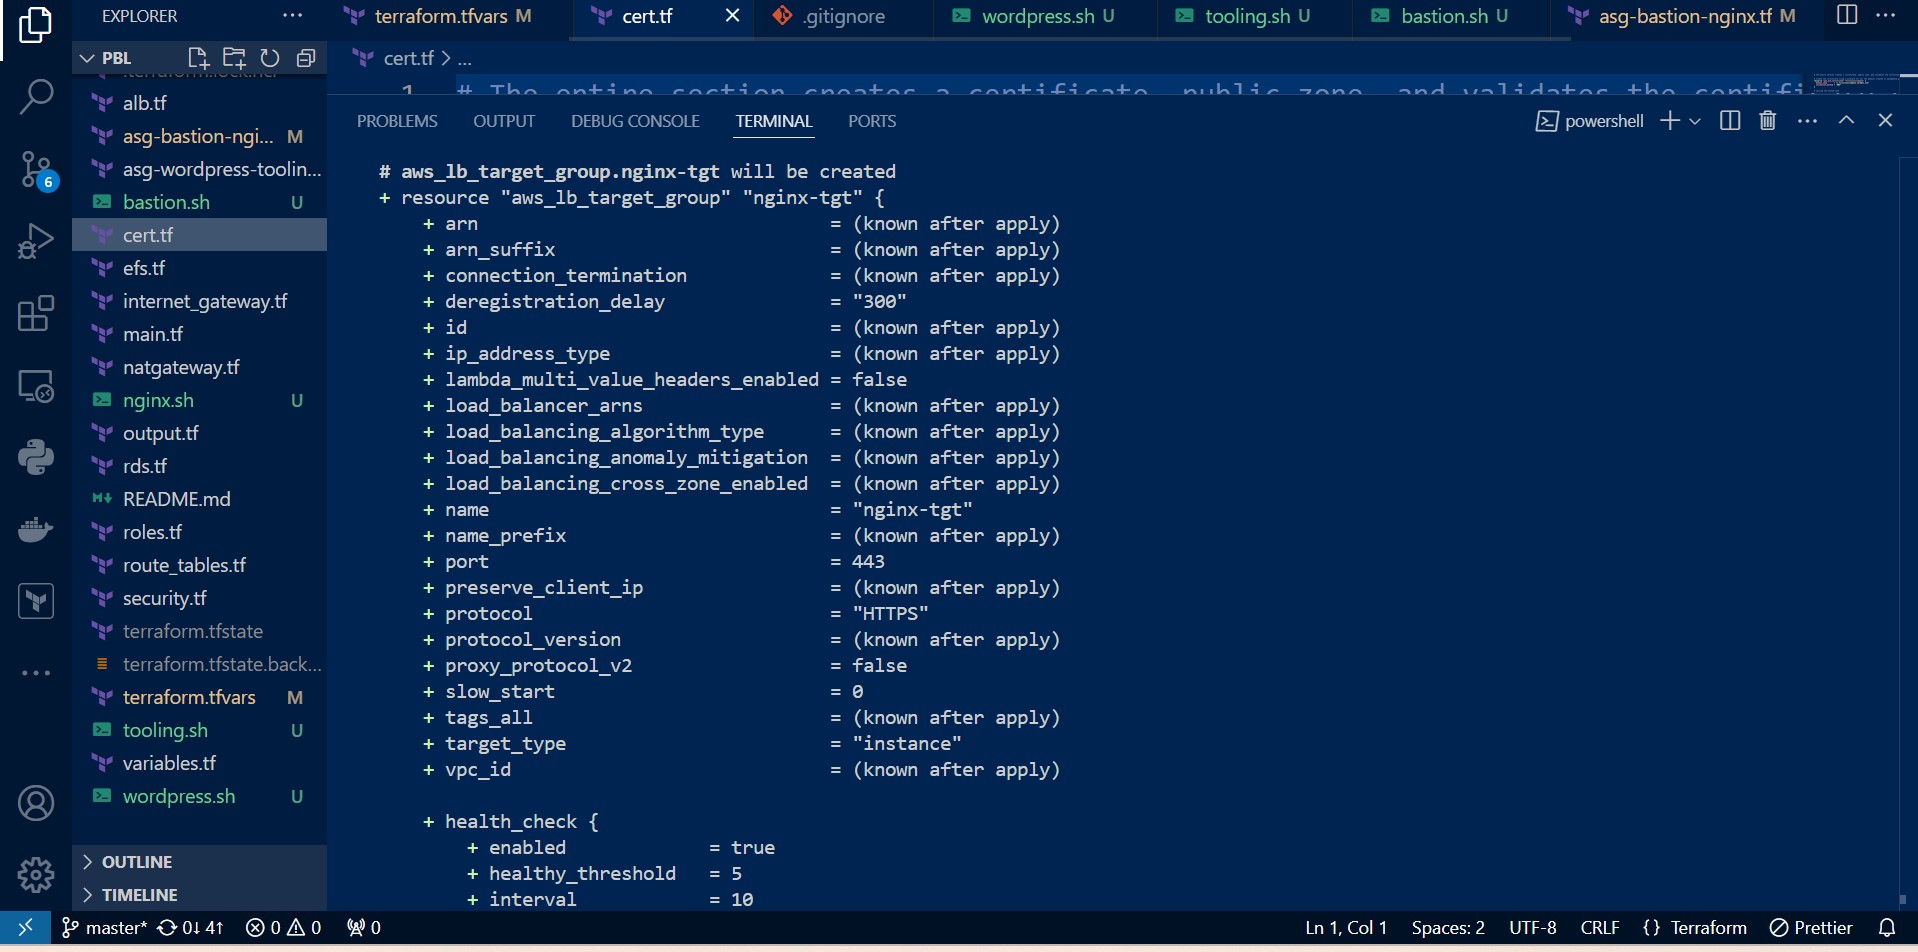 EXPLORER ...
terraform.tfvars M
cert.tf
.gitignore
wordpress.sh U
tooling.sh U
bastion.sh U
asg-bastion-nginx.tf M
...
PBL
cert.tf > ...
1 # The entire section creates a certificate, public zone, and validates the certifi
PROBLEMS OUTPUT DEBUG CONSOLE TERMINAL PORTS
powershell
...
.terraform.lock.hcl
alb.tf
asg-bastion-ngi... M
asg-wordpress-toolin...
bastion.sh U
cert.tf
efs.tf
internet_gateway.tf
main.tf
natgateway.tf
nginx.sh U
output.tf
rds.tf
README.md
roles.tf
route_tables.tf
security.tf
terraform.tfstate
terraform.tfstate.back...
terraform.tfvars M
tooling.sh U
variables.tf
wordpress.sh U
OUTLINE
TIMELINE
6
# aws_lb_target_group.nginx-tgt will be created
+ resource "aws_lb_target_group" "nginx-tgt" {
+ arn = (known after apply)
+ arn_suffix = (known after apply)
+ connection_termination = (known after apply)
+ deregistration_delay = "300"
+ id = (known after apply)
+ ip_address_type = (known after apply)
+ lambda_multi_value_headers_enabled = false
+ load_balancer_arns = (known after apply)
+ load_balancing_algorithm_type = (known after apply)
+ load_balancing_anomaly_mitigation = (known after apply)
+ load_balancing_cross_zone_enabled = (known after apply)
+ name = "nginx-tgt"
+ name_prefix = (known after apply)
+ port = 443
+ preserve_client_ip = (known after apply)
+ protocol = "HTTPS"
+ protocol_version = (known after apply)
+ proxy_protocol_v2 = false
+ slow_start = 0
+ tags_all = (known after apply)
+ target_type = "instance"
+ vpc_id = (known after apply)
+ health_check {
+ enabled = true
+ healthy_threshold = 5
+ interval = 10
master* 0↓ 4↑ 0 0 0
Ln 1, Col 1 Spaces: 2 UTF-8 CRLF {} Terraform Prettier